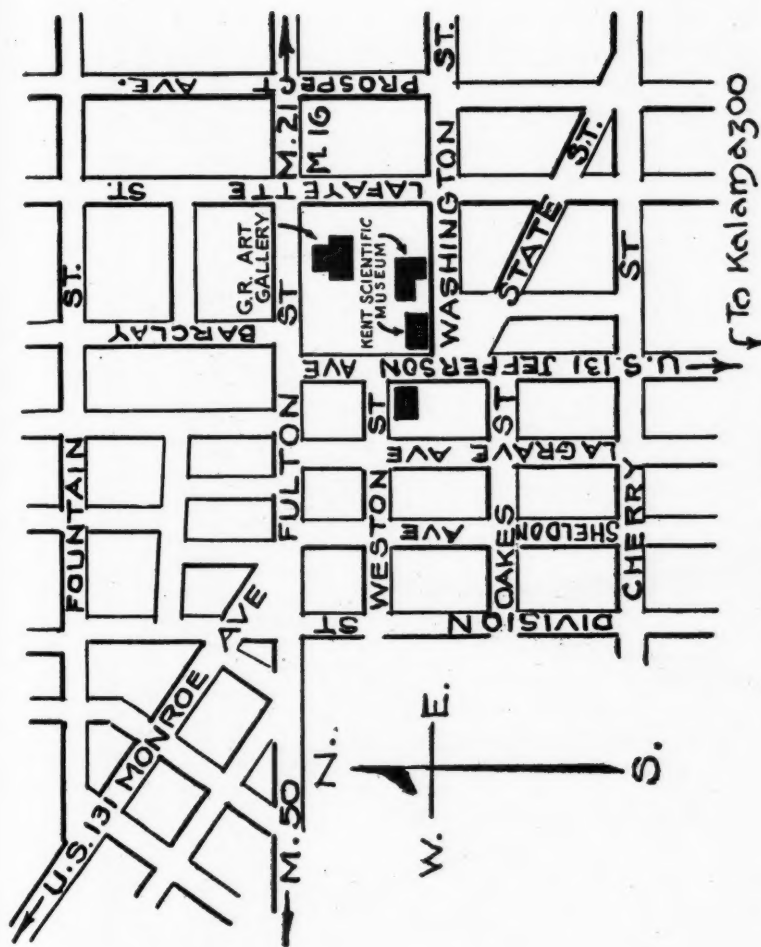 PROSPECT AVE.
ST.
M.21
M.16
LAFAYETTE ST.
WASHINGTON
STATE ST.
G.R. ART
GALLERY
KENT SCIENTIFIC
MUSEUM
ST.
ST
ST
BARCLAY
U.S.131 JEFFERSON AVE
To Kalamazoo
FOUNTAIN
FULTON
WESTON ST
OAKES ST
CHERRY
LAGRAVE AVE
SHELDON AVE
DIVISION ST
U.S.131 MONROE AVE
M.50
N.
W. E.
S.